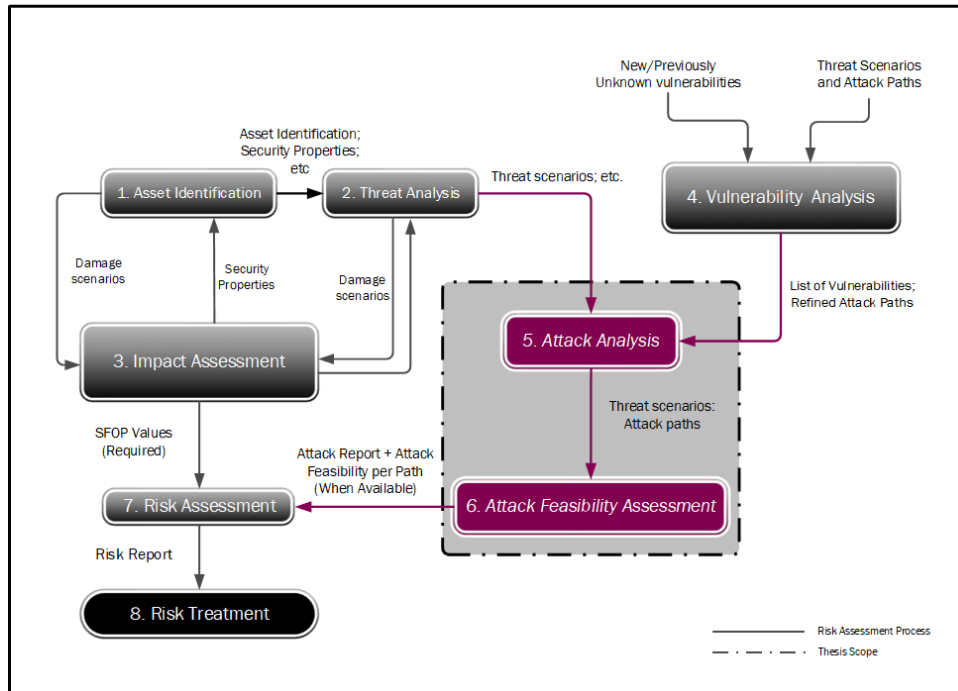 New/Previously
Unknown vulnerabilities
Threat Scenarios
and Attack Paths
Asset Identification;
Security Properties;
etc
Threat scenarios; etc.
1. Asset Identification
2. Threat Analysis
4. Vulnerability Analysis
Damage
scenarios
Security
Properties
Damage
scenarios
List of Vulnerabilities;
Refined Attack Paths
5. Attack Analysis
3. Impact Assessment
Threat scenarios:
Attack paths
SFOP Values
(Required)
Attack Report + Attack
Feasibility per Path
(When Available)
7. Risk Assessment
6. Attack Feasibility Assessment
Risk Report
8. Risk Treatment
Risk Assessment Process
Thesis Scope